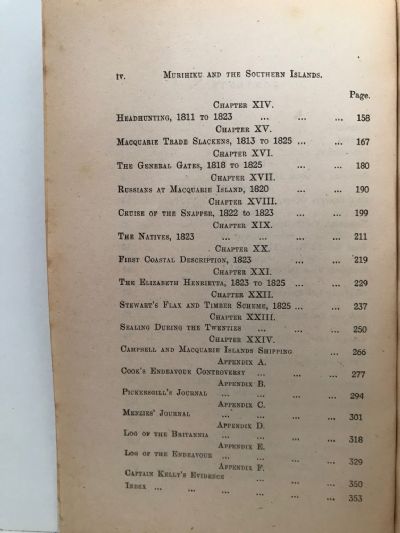 iv. Murihiku and the Southern Islands.
Page.
Chapter XIV.
Headhunting, 1811 to 1823 ... ... ... 158
Chapter XV.
Macquarie Trade Slackens, 1813 to 1825 ... ... 167
Chapter XVI.
The General Gates, 1818 to 1825 ... ... 180
Chapter XVII.
Russians at Macquarie Island, 1820 ... ... 190
Chapter XVIII.
Cruise of the Snapper, 1822 to 1823 ... ... 199
Chapter XIX.
The Natives, 1823 ... ... ... ... 211
Chapter XX.
First Coastal Description, 1823 ... ... 219
Chapter XXI.
The Elizabeth Henrietta, 1823 to 1825 ... ... 229
Chapter XXII.
Stewart's Flax and Timber Scheme, 1825 ... ... 237
Chapter XXIII.
Sealing During the Twenties ... ... ... 250
Chapter XXIV.
Campbell and Macquarie Islands Shipping ... 266
Appendix A.
Cook's Endeavour Controversy ... ... ... 277
Appendix B.
Pickersgill's Journal ... ... ... ... 294
Appendix C.
Menzies' Journal ... ... ... ... 301
Appendix D.
Log of the Britannia ... ... ... ... 318
Appendix E.
Log of the Endeavour ... ... ... ... 329
Appendix F.
Captain Kelly's Evidence ... ... ... 350
Index ... ... ... ... ... 353